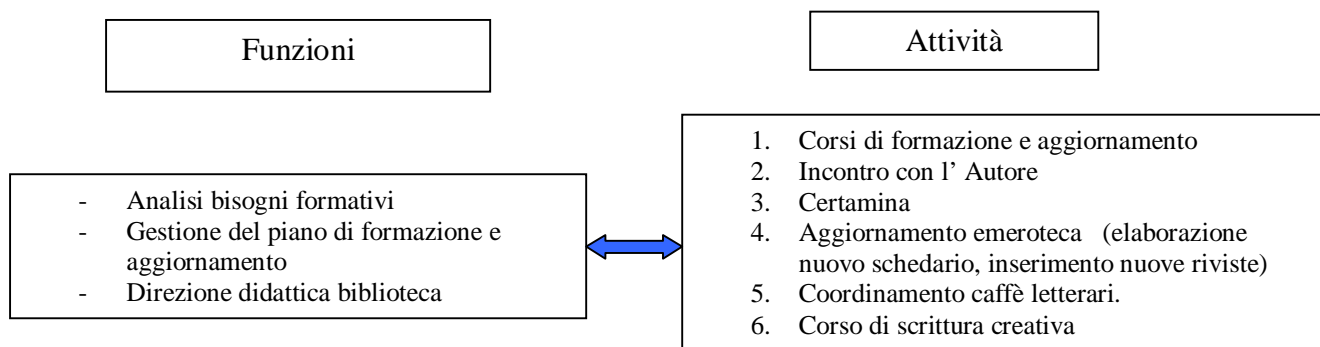 Funzioni
Attività
- Analisi bisogni formativi
- Gestione del piano di formazione e
aggiornamento
- Direzione didattica biblioteca
1. Corsi di formazione e aggiornamento
2. Incontro con l’ Autore
3. Certamina
4. Aggiornamento emeroteca (elaborazione
nuovo schedario, inserimento nuove riviste)
5. Coordinamento caffè letterari.
6. Corso di scrittura creativa